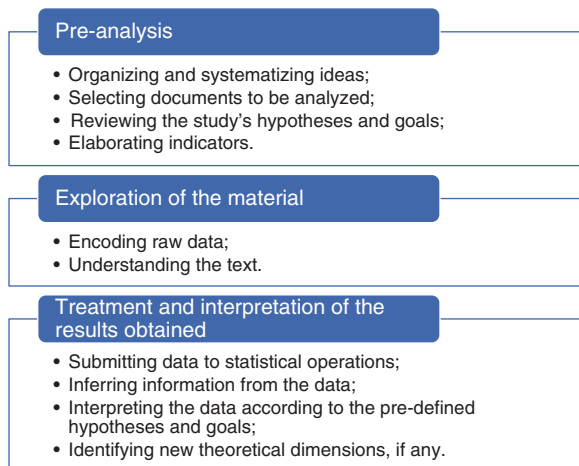 Pre-analysis
• Organizing and systematizing ideas;
• Selecting documents to be analyzed;
• Reviewing the study's hypotheses and goals;
• Elaborating indicators.
Exploration of the material
• Encoding raw data;
• Understanding the text.
Treatment and interpretation of the
results obtained
• Submitting data to statistical operations;
• Inferring information from the data;
• Interpreting the data according to the pre-defined
hypotheses and goals;
• Identifying new theoretical dimensions, if any.